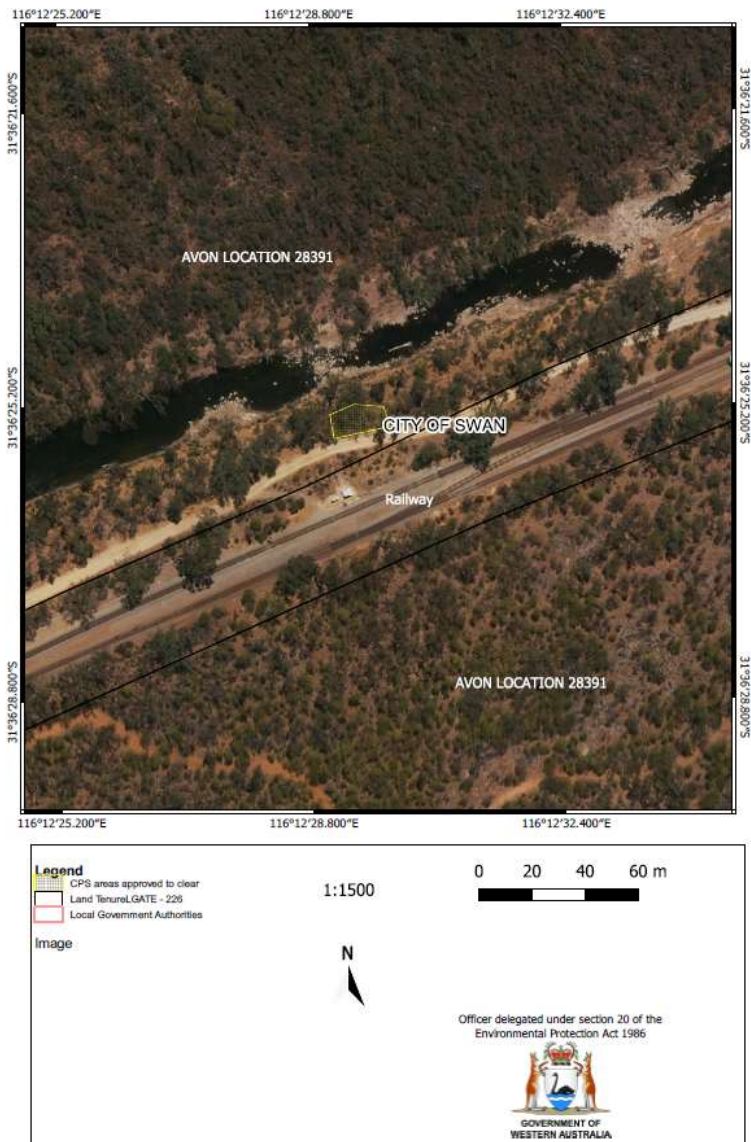 116°12'25.200"E 116°12'28.800"E 116°12'32.400"E
31°36'21.600"S
31°36'21.600"S
AVON LOCATION 28391
31°36'25.200"S
31°36'25.200"S
CITY OF SWAN
Railway
AVON LOCATION 28391
31°36'28.800"S
31°36'28.800"S
116°12'25.200"E 116°12'28.800"E 116°12'32.400"E
Legend
CPS areas approved to clear
Land TenureLGATE - 226
Local Government Authorities
Image
1:1500
0 20 40 60 m
N
Officer delegated under section 20 of the
Environmental Protection Act 1986
GOVERNMENT OF
WESTERN AUSTRALIA